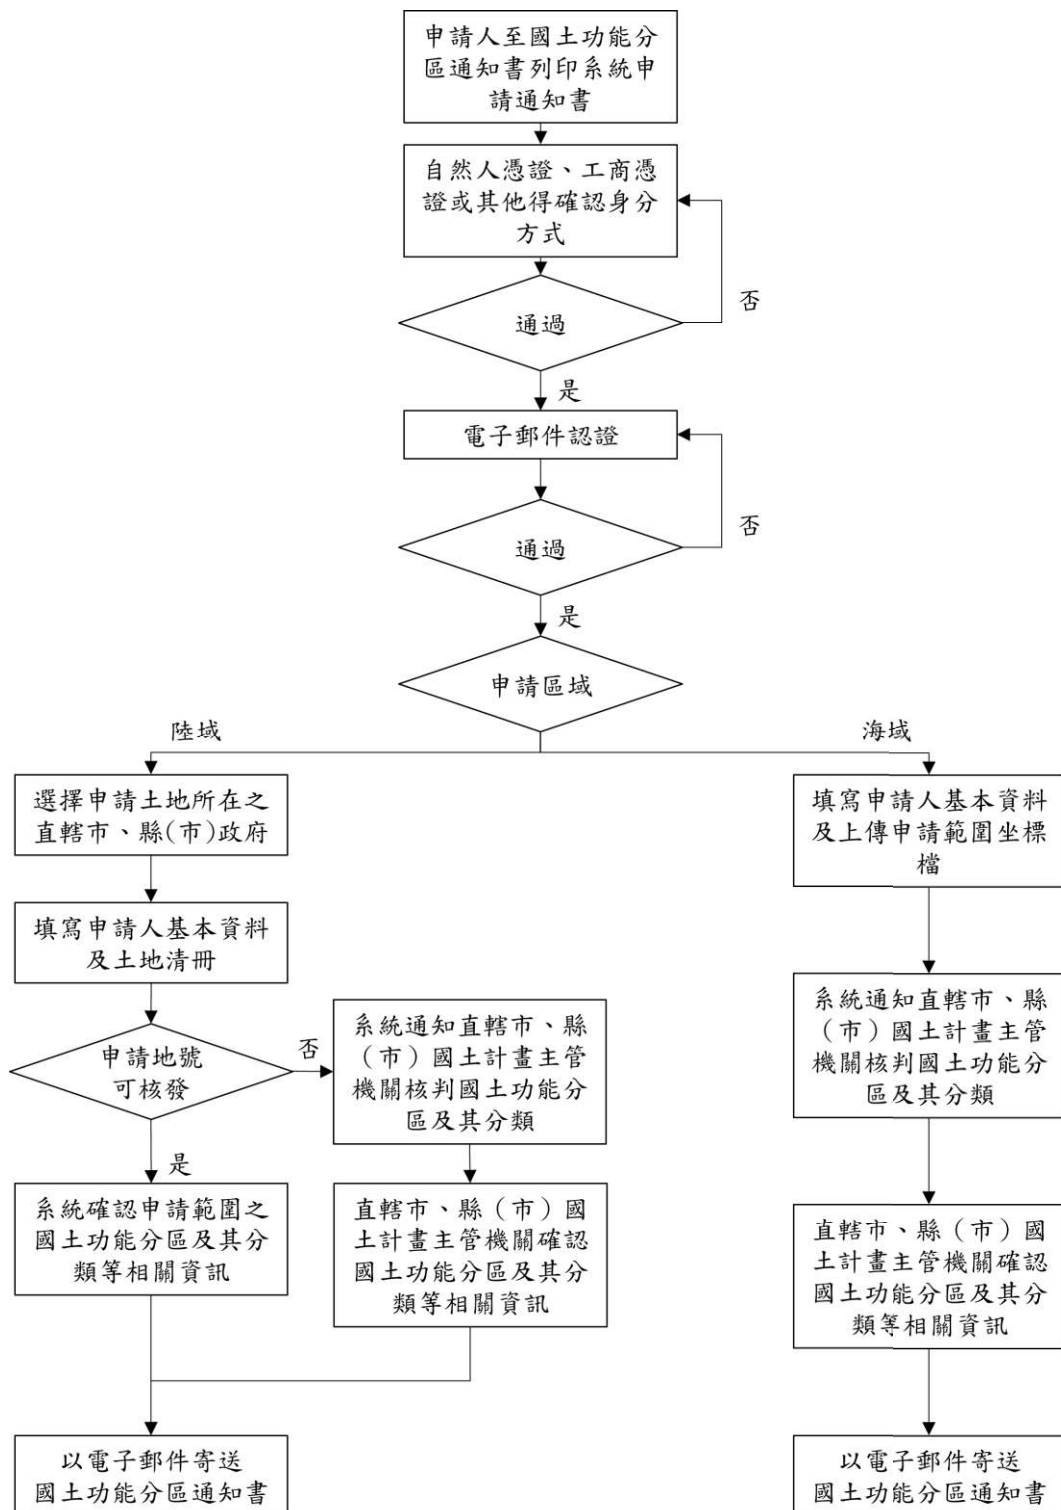 申請人至國土功能分
區通知書列印系統申
請通知書
自然人憑證、工商憑
證或其他得確認身分
方式
通過
否
是
電子郵件認證
通過
否
是
申請區域
陸域
海域
選擇申請土地所在之
直轄市、縣(市)政府
填寫申請人基本資料
及土地清冊
申請地號
可核發
否
是
系統確認申請範圍之
國土功能分區及其分
類等相關資訊
系統通知直轄市、縣
（市）國土計畫主管
機關核判國土功能分
區及其分類
直轄市、縣（市）國
土計畫主管機關確認
國土功能分區及其分
類等相關資訊
以電子郵件寄送
國土功能分區通知書
填寫申請人基本資料
及上傳申請範圍坐標
檔
系統通知直轄市、縣
（市）國土計畫主管
機關核判國土功能分
區及其分類
直轄市、縣（市）國
土計畫主管機關確認
國土功能分區及其分
類等相關資訊
以電子郵件寄送
國土功能分區通知書